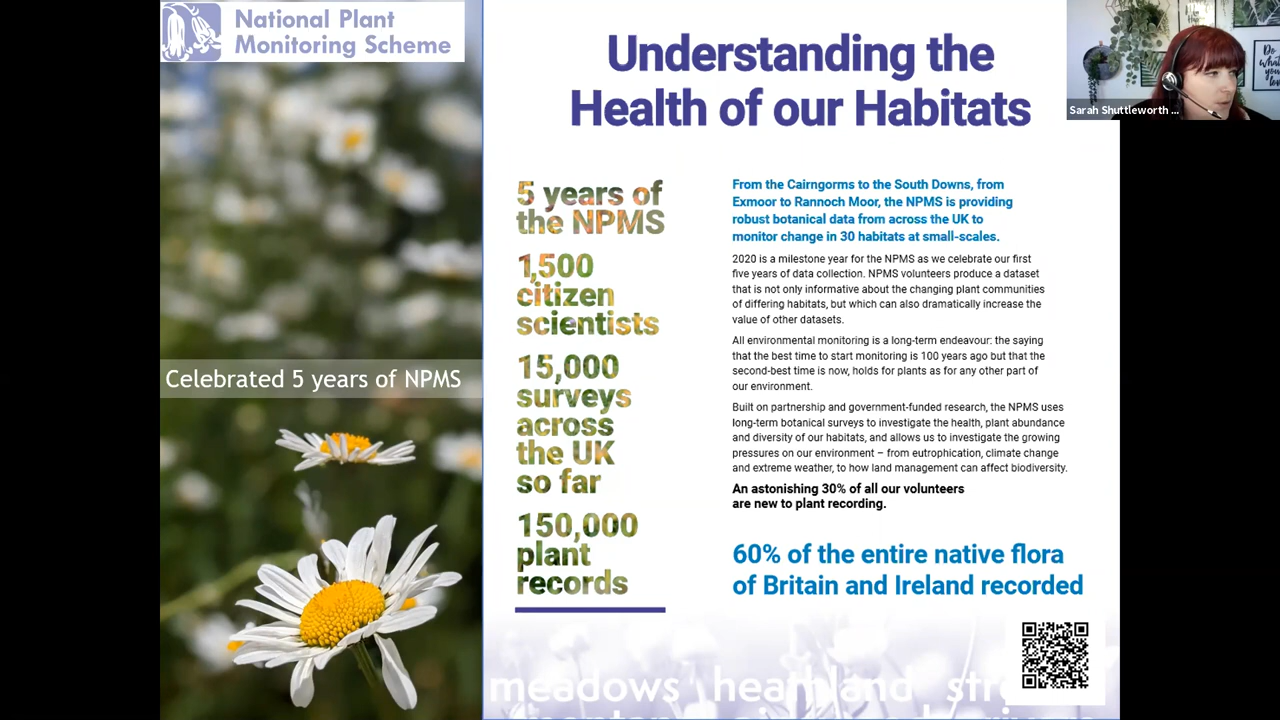 National Plant
Monitoring Scheme
Celebrated 5 years of NPMS
Understanding the
Health of our Habitats
5 years of
the NPMS
1,500
citizen
scientists
15,000
surveys
across
the UK
so far
150,000
plant
records
From the Cairngorms to the South Downs, from
Exmoor to Rannoch Moor, the NPMS is providing
robust botanical data from across the UK to
monitor change in 30 habitats at small-scales.
2020 is a milestone year for the NPMS as we celebrate our first
five years of data collection. NPMS volunteers produce a dataset
that is not only informative about the changing plant communities
of differing habitats, but which can also dramatically increase the
value of other datasets.
All environmental monitoring is a long-term endeavour: the saying
that the best time to start monitoring is 100 years ago but that the
second-best time is now, holds for plants as for any other part of
our environment.
Built on partnership and government-funded research, the NPMS uses
long-term botanical surveys to investigate the health, plant abundance
and diversity of our habitats, and allows us to investigate the growing
pressures on our environment – from eutrophication, climate change
and extreme weather, to how land management can affect biodiversity.
An astonishing 30% of all our volunteers
are new to plant recording.
60% of the entire native flora
of Britain and Ireland recorded
meadows heathland
Do
what
you
Sarah Shuttleworth ...